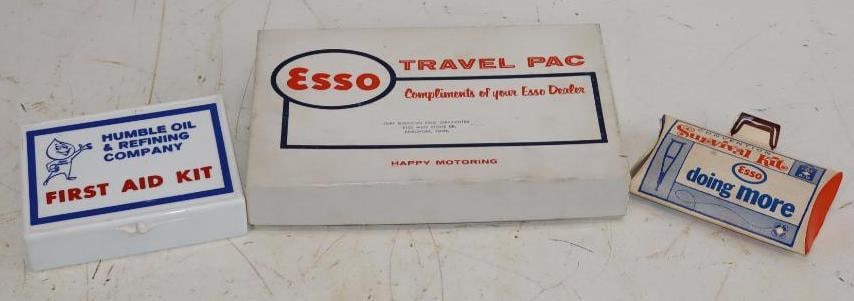 HUMBLE OIL
& REFINING
COMPANY
FIRST AID KIT
Esso
TRAVEL PAC
Compliments of your Esso Dealer
HAPPY MOTORING
CONVENTION
Survival Kit
Esso
doing more